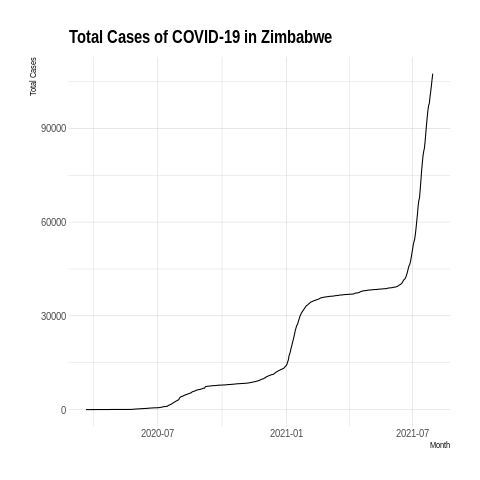 Total Cases of COVID-19 in Zimbabwe
Total Cases
90000
60000
30000
0
2020-07 2021-01 2021-07
Month